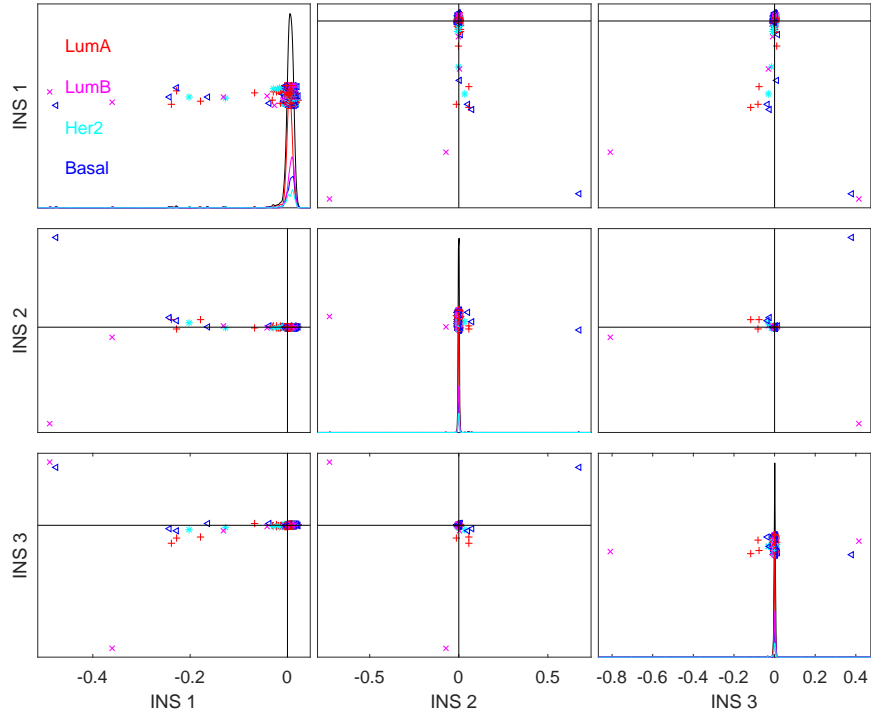 INS 1
LumA
LumB
Her2
Basal
INS 2
INS 3
-0.4 -0.2 0
-0.5 0 0.5
-0.8 -0.6 -0.4 -0.2 0 0.2 0.4
INS 1 INS 2 INS 3